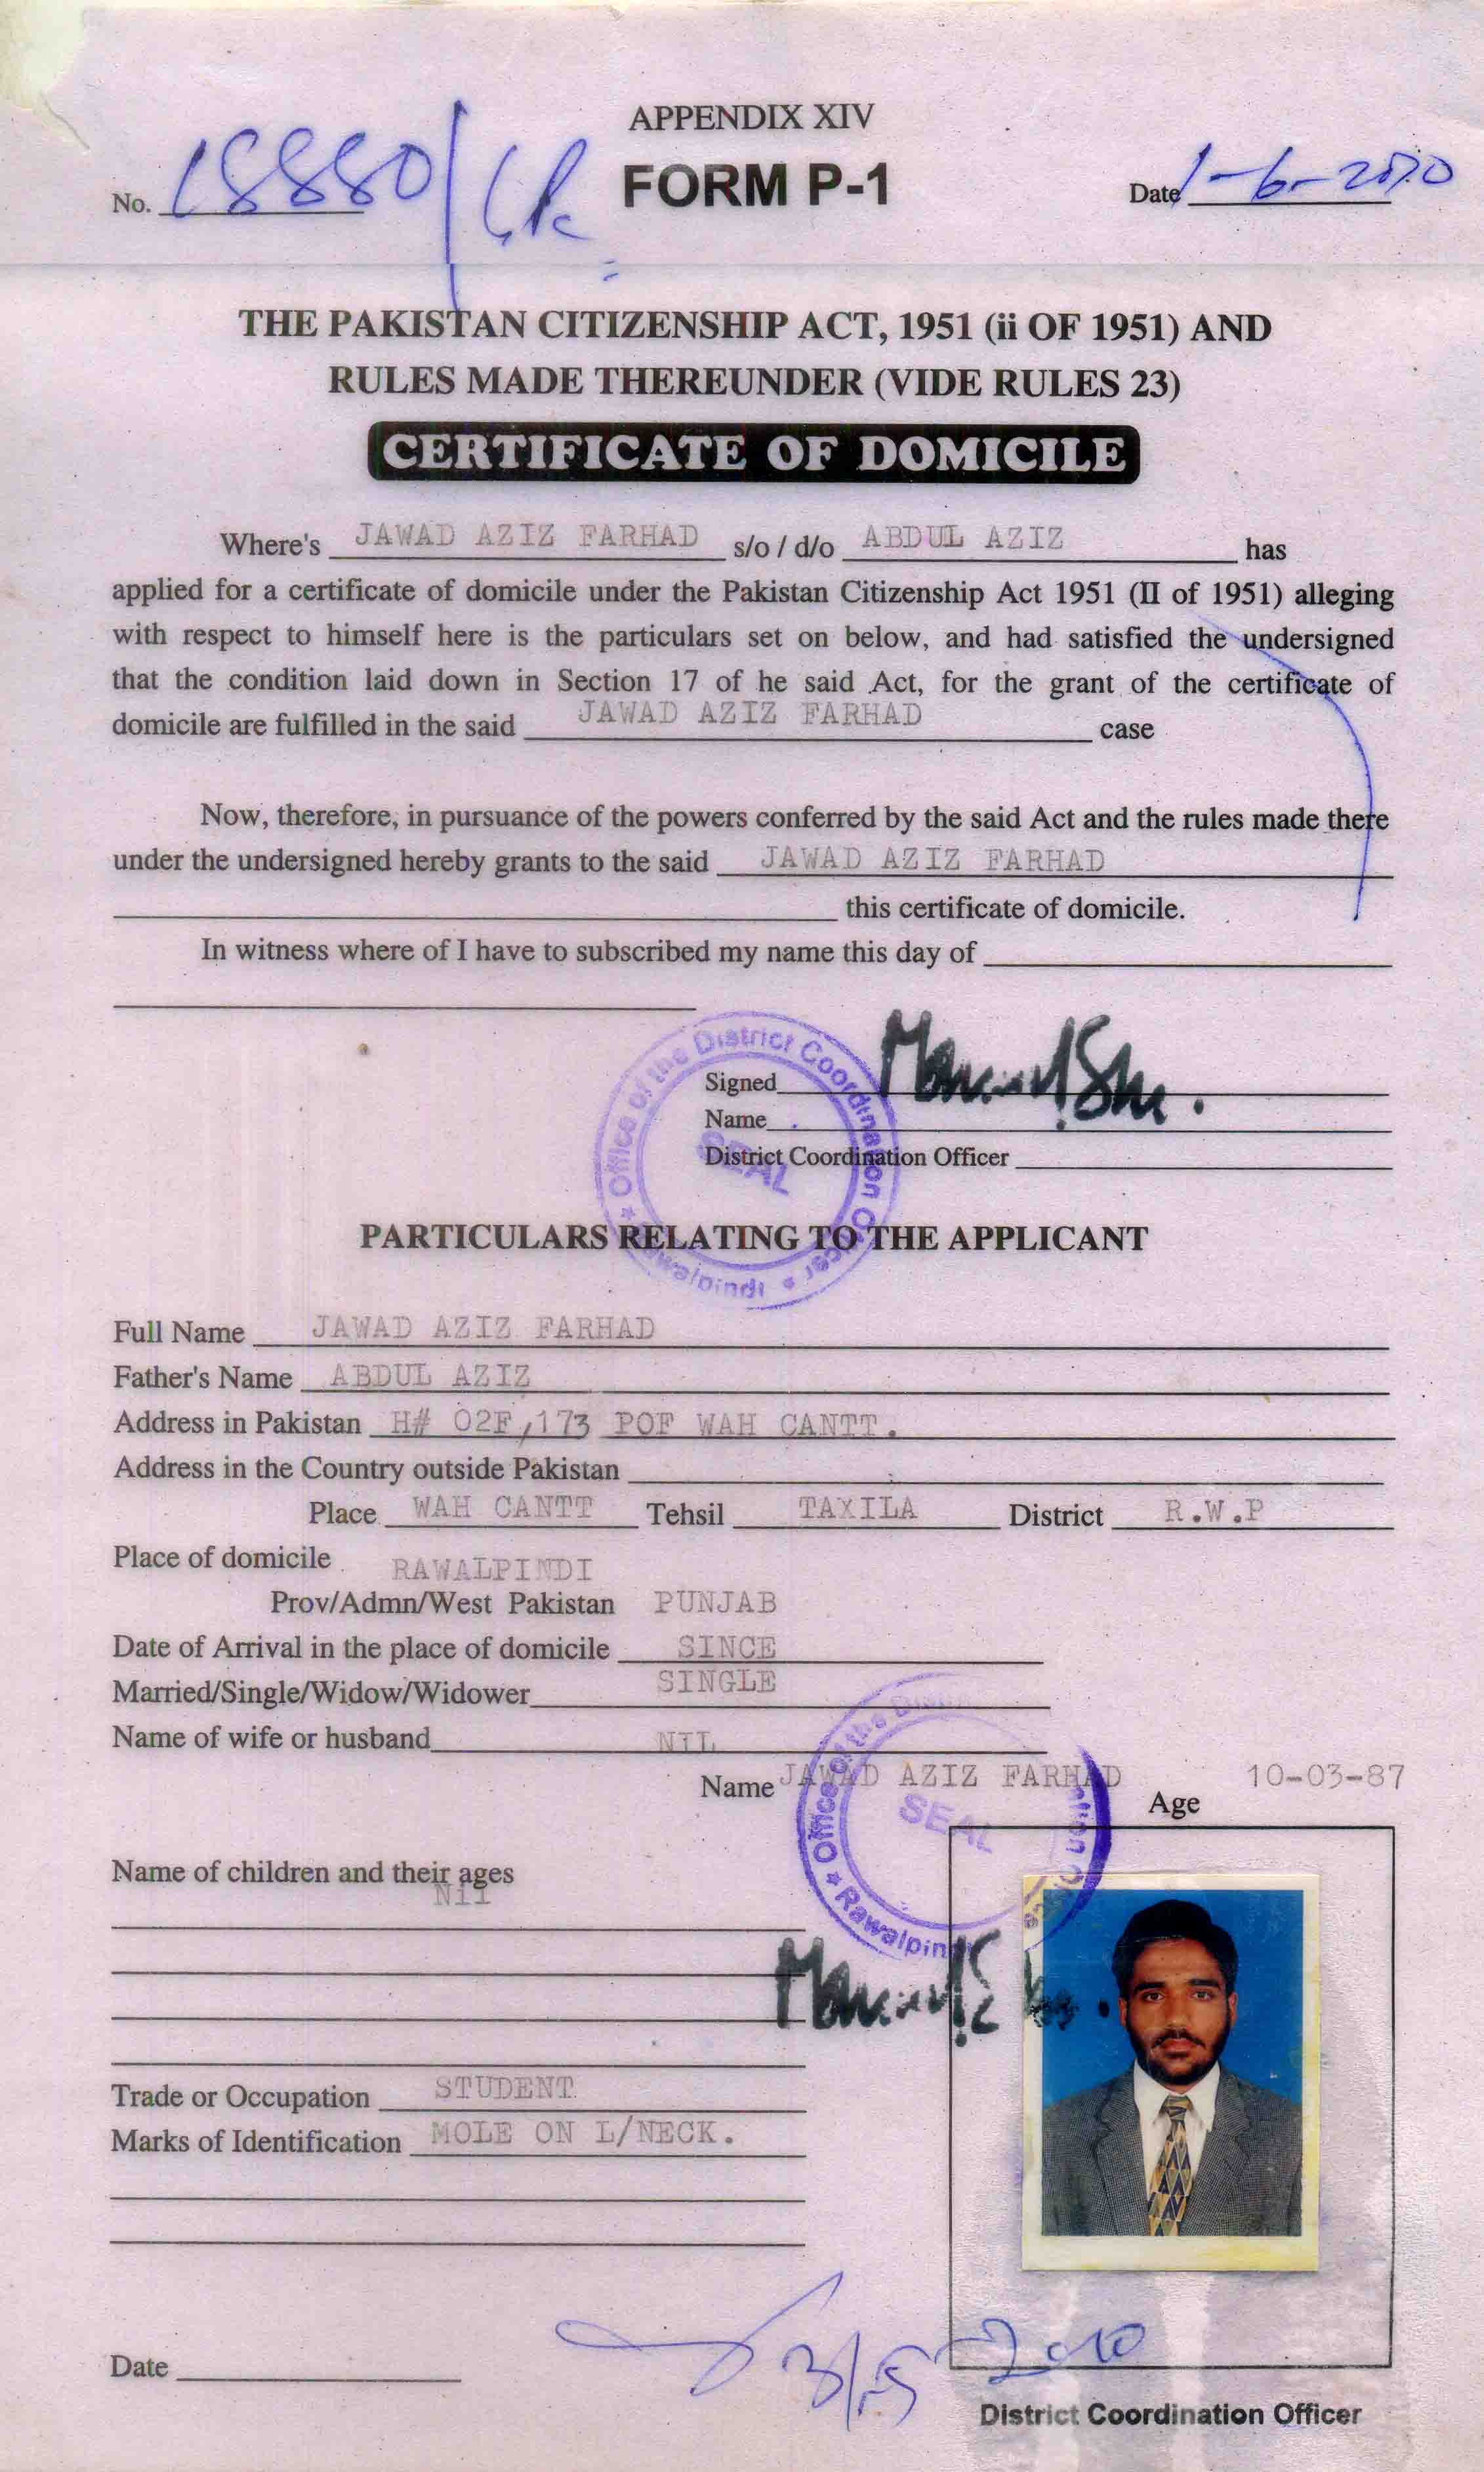 APPENDIX XIV
No. 18880/ FORM P-1 Date 1-6-2010
THE PAKISTAN CITIZENSHIP ACT, 1951 (ii OF 1951) AND
RULES MADE THEREUNDER (VIDE RULES 23)
CERTIFICATE OF DOMICILE
Where's JAWAD AZIZ FARHAD s/o / d/o ABDUL AZIZ has
applied for a certificate of domicile under the Pakistan Citizenship Act 1951 (II of 1951) alleging
with respect to himself here is the particulars set on below, and had satisfied the undersigned
that the condition laid down in Section 17 of he said Act, for the grant of the certificate of
domicile are fulfilled in the said JAWAD AZIZ FARHAD case
Now, therefore, in pursuance of the powers conferred by the said Act and the rules made there
under the undersigned hereby grants to the said JAWAD AZIZ FARHAD
this certificate of domicile.
In witness where of I have to subscribed my name this day of
Office of the District Coordination Officer Rawalpindi
SEAL
Signed
Name
District Coordination Officer
PARTICULARS RELATING TO THE APPLICANT
Full Name JAWAD AZIZ FARHAD
Father's Name ABDUL AZIZ
Address in Pakistan H# 02F,173 POF WAH CANTT.
Address in the Country outside Pakistan
Place WAH CANTT Tehsil TAXILA District R.W.P
Place of domicile RAWALPINDI
Prov/Admn/West Pakistan PUNJAB
Date of Arrival in the place of domicile SINCE
Married/Single/Widow/Widower SINGLE
Name of wife or husband NIL
Name JAWAD AZIZ FARHAD Age 10-03-87
Office of the District
SEAL
Rawalpin
Name of children and their ages
Nil
Trade or Occupation STUDENT
Marks of Identification MOLE ON L/NECK.
Date
2010
District Coordination Officer